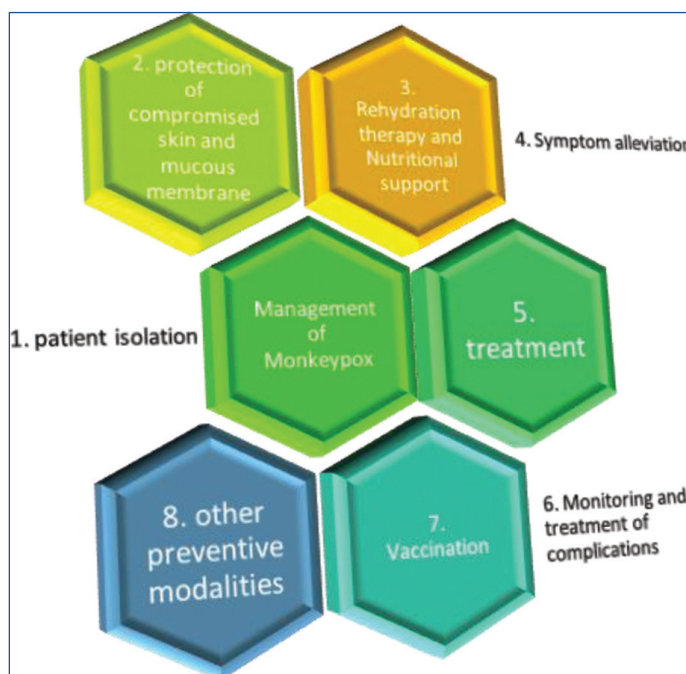 2. protection
of
compromised
skin and
mucous
membrane
3.
Rehydration
therapy and
Nutritional
support
4. Symptom alleviation
1. patient isolation
Management
of
Monkeypox
5.
treatment
6. Monitoring and
treatment of
complications
7.
Vaccination
8. other
preventive
modalities